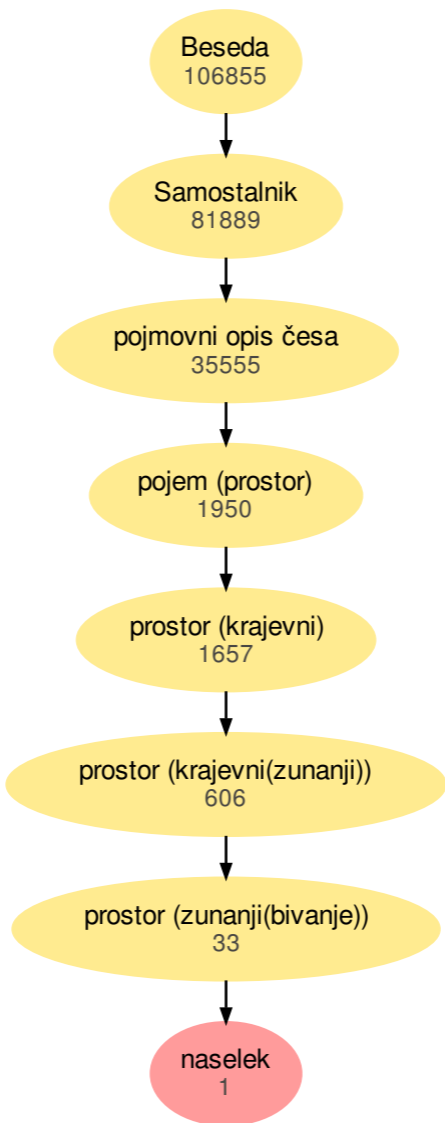 Beseda
106855
Samostalnik
81889
pojmovni opis česa
35555
pojem (prostor)
1950
prostor (krajevni)
1657
prostor (krajevni(zunanji))
606
prostor (zunanji(bivanje))
33
naselek
1